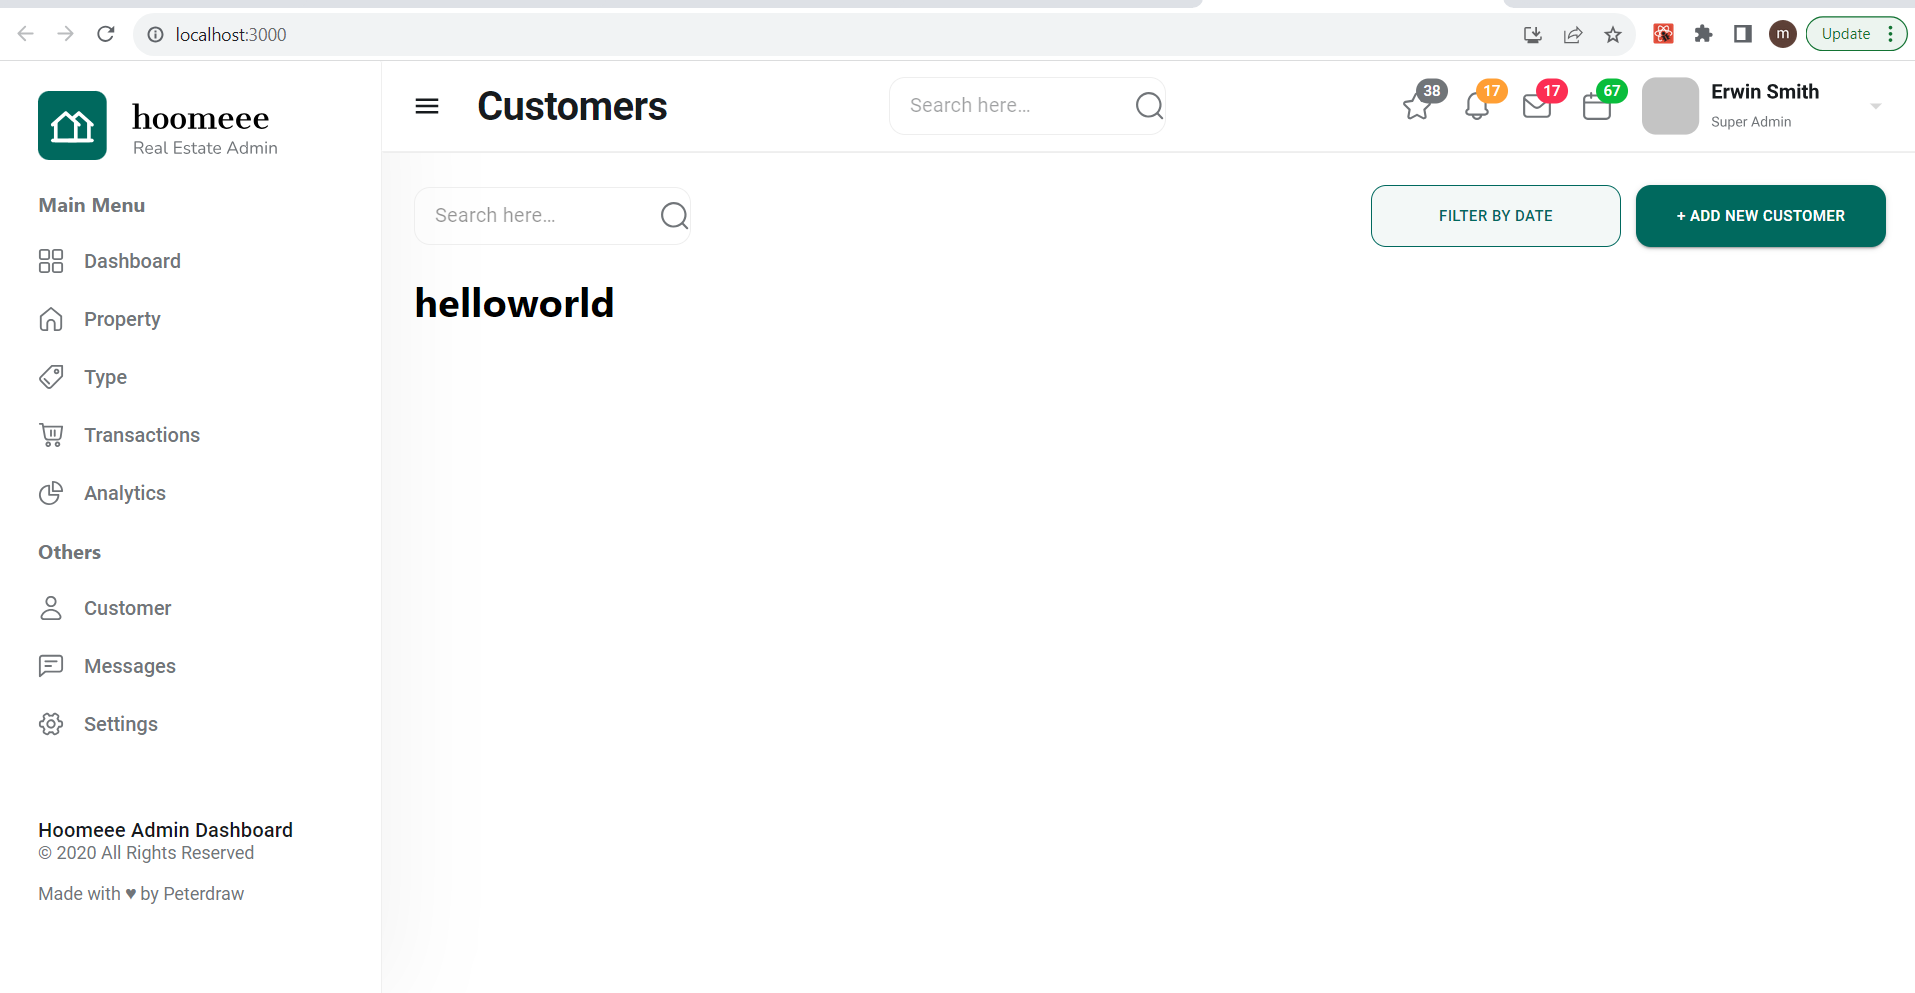 localhost:3000
m
Update
hoomeee
Real Estate Admin
Main Menu
Dashboard
Property
Type
Transactions
Analytics
Others
Customer
Messages
Settings
Hoomeee Admin Dashboard
© 2020 All Rights Reserved
Made with ♥ by Peterdraw
Customers
Search here...
38
17
17
67
Erwin Smith
Super Admin
Search here...
FILTER BY DATE
+ ADD NEW CUSTOMER
helloworld